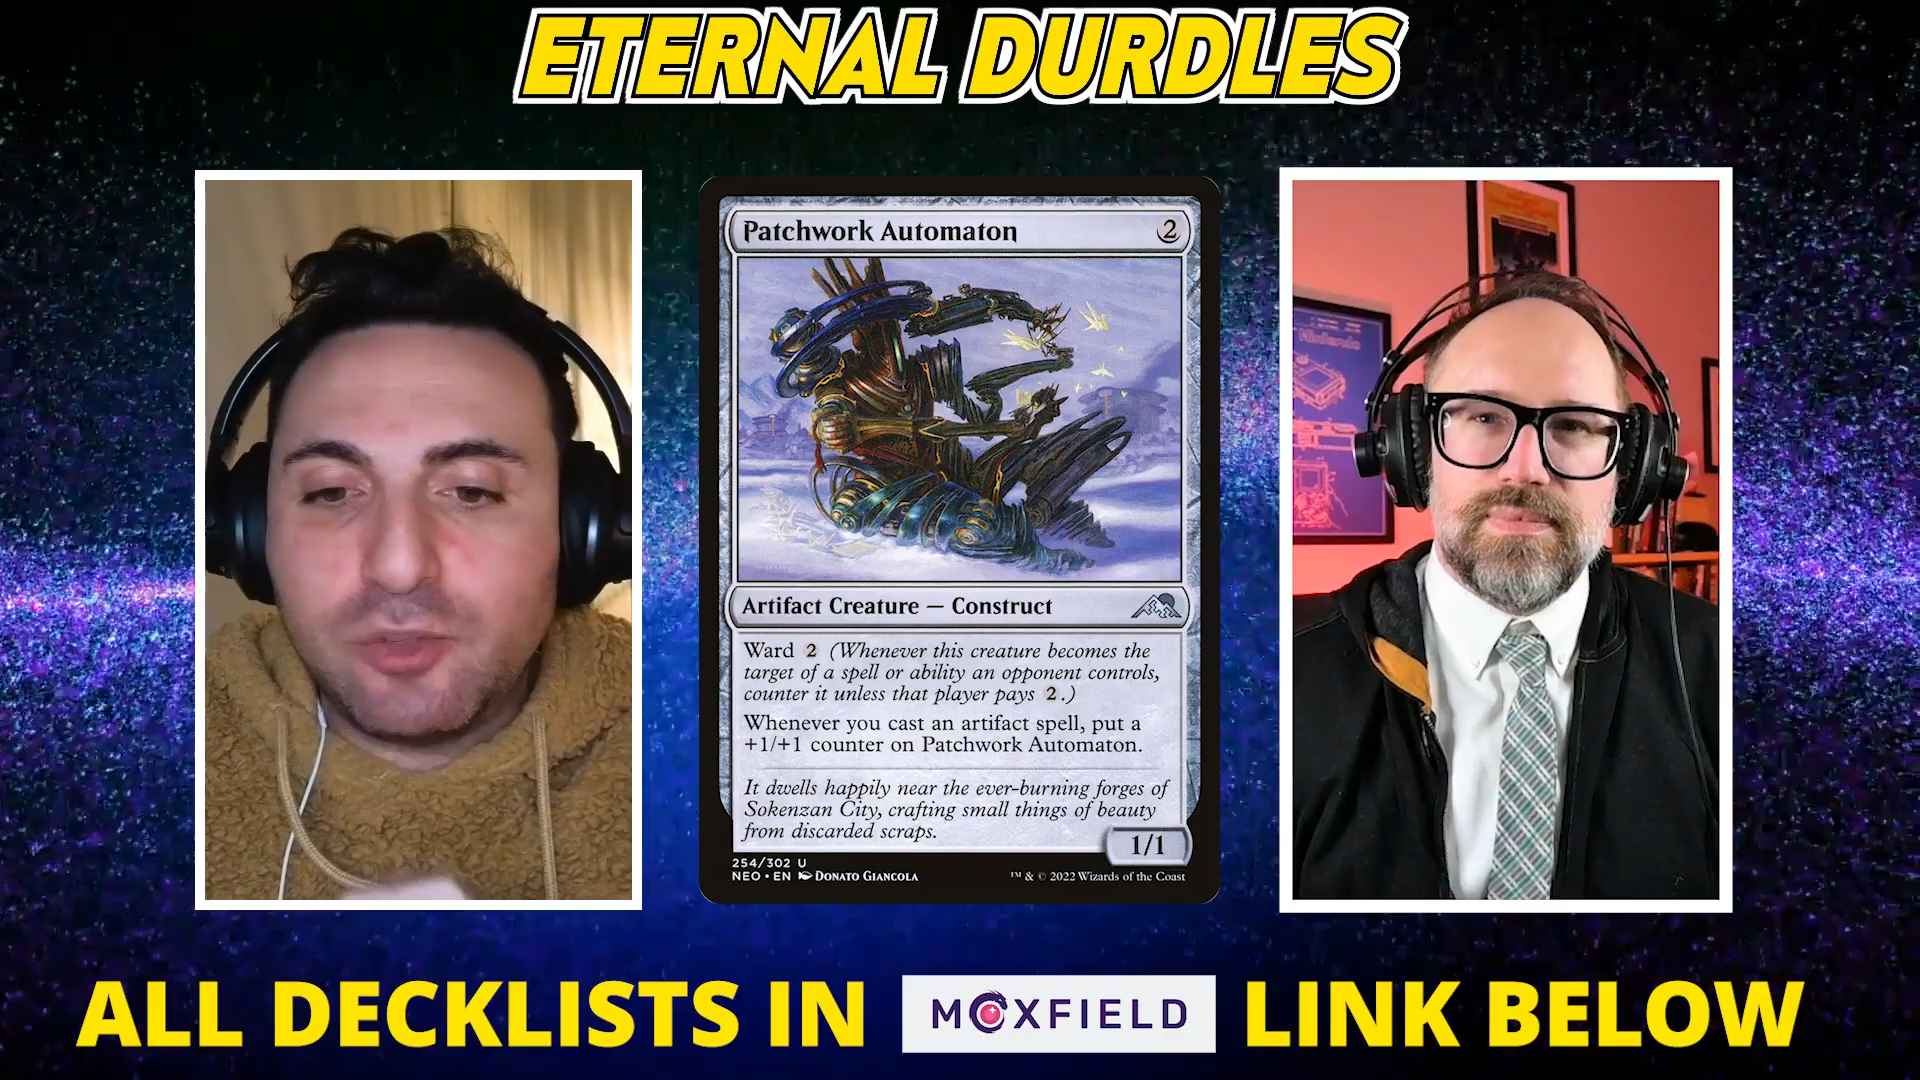 ETERNAL DURDLES
Nintendo
Patchwork Automaton 2
Artifact Creature — Construct
Ward 2 (Whenever this creature becomes the
target of a spell or ability an opponent controls,
counter it unless that player pays 2.)
Whenever you cast an artifact spell, put a
+1/+1 counter on Patchwork Automaton.
It dwells happily near the ever-burning forges of
Sokenzan City, crafting small things of beauty
from discarded scraps.
1/1
254/302 U
NEO • EN DONATO GIANCOLA
™ & © 2022 Wizards of the Coast
ALL DECKLISTS IN MOXFIELD LINK BELOW